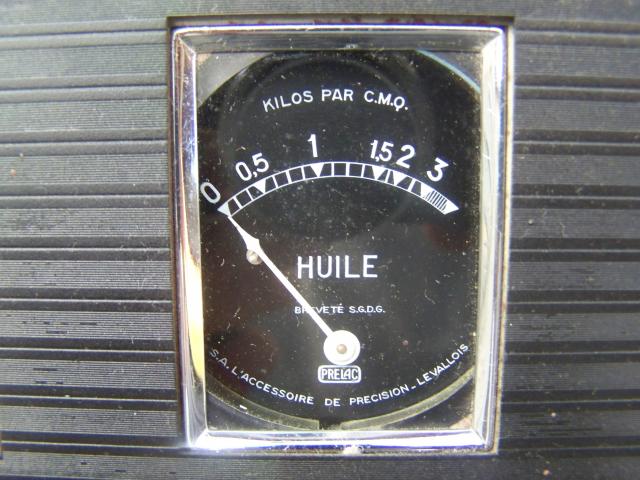 KILOS PAR C.M.Q.
0 0,5 1 1,5 2 3
HUILE
BREVETÉ S.G.D.G.
PRELAC
S.A. L'ACCESSOIRE DE PRECISION - LEVALLOIS